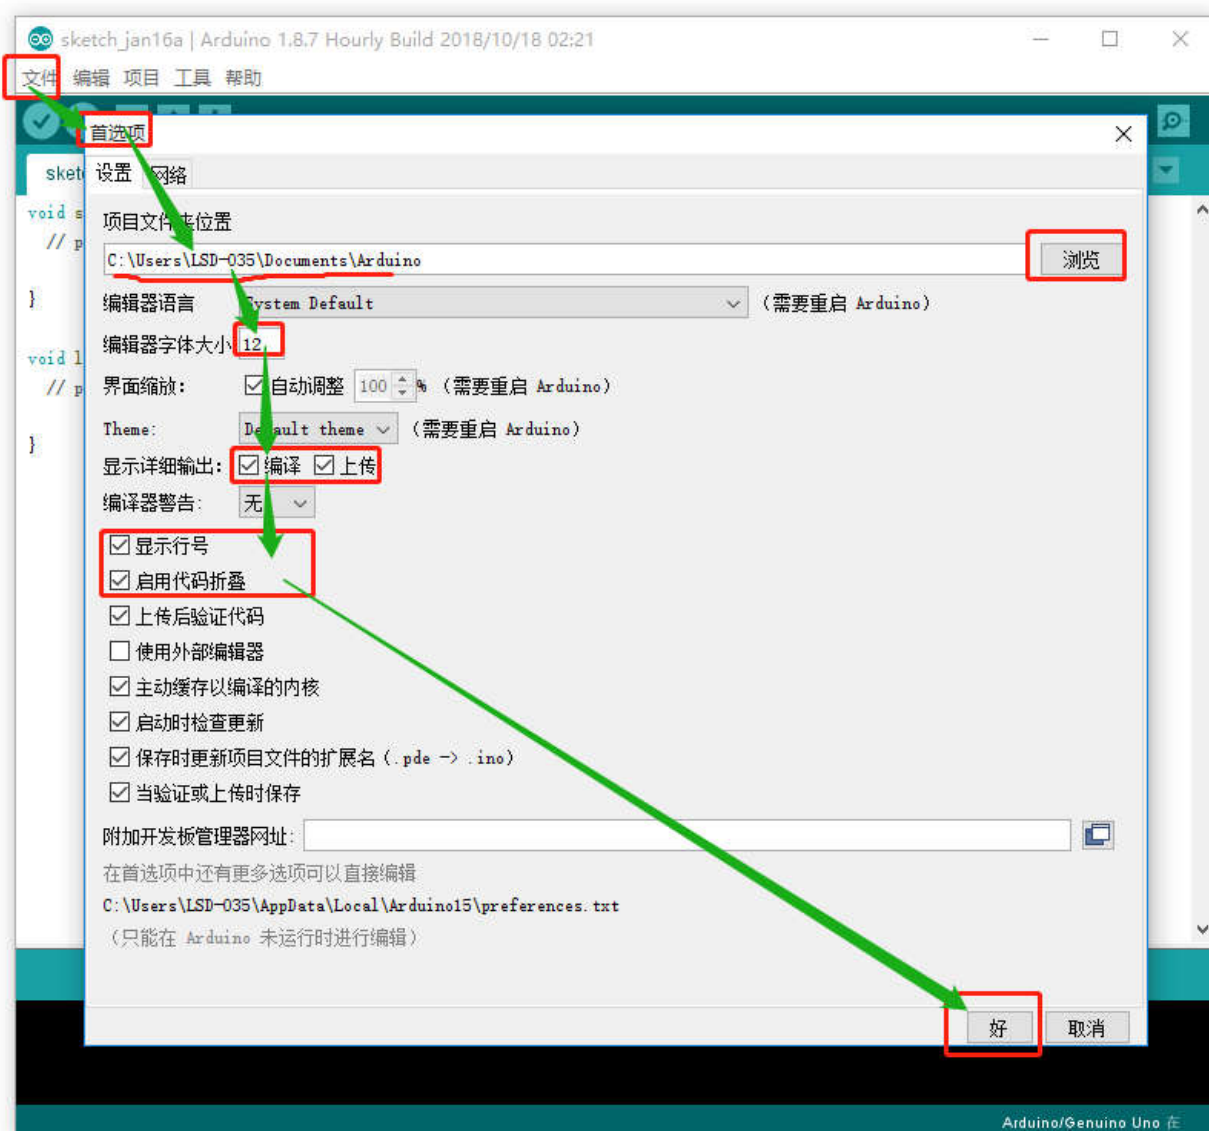 sketch_jan16a | Arduino 1.8.7 Hourly Build 2018/10/18 02:21
文件 编辑 项目 工具 帮助
首选项
sket
设置 网络
void s
项目文件夹位置
// p
C:\Users\LSD-035\Documents\Arduino
浏览
}
编辑器语言 System Default (需要重启 Arduino)
编辑器字体大小 12
void l
// p
界面缩放: 自动调整 100 % (需要重启 Arduino)
Theme: Default theme (需要重启 Arduino)
}
显示详细输出: 编译 上传
编译器警告: 无
显示行号
启用代码折叠
上传后验证代码
使用外部编辑器
主动缓存以编译的内核
启动时检查更新
保存时更新项目文件的扩展名(.pde -> .ino)
当验证或上传时保存
附加开发板管理器网址:
在首选项中还有更多选项可以直接编辑
C:\Users\LSD-035\AppData\Local\Arduino15\preferences.txt
(只能在 Arduino 未运行时进行编辑)
好 取消
Arduino/Genuino Uno 在